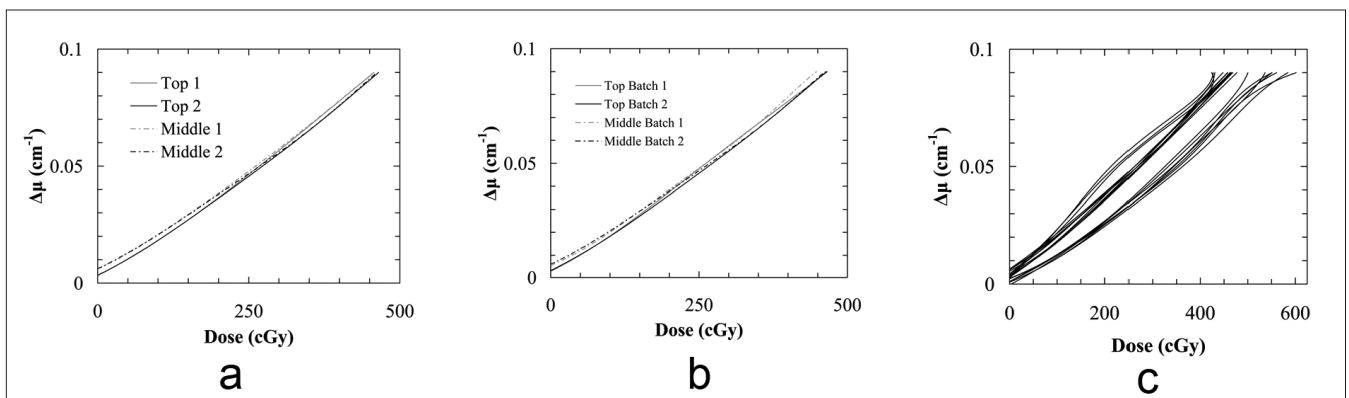 0.1
Top 1
Top 2
Middle 1
Middle 2
0.05
Δμ (cm⁻¹)
0
0
250
500
Dose (cGy)
a
0.1
Top Batch 1
Top Batch 2
Middle Batch 1
Middle Batch 2
0.05
Δμ (cm⁻¹)
0
0
250
500
Dose (cGy)
b
0.1
0.05
Δμ (cm⁻¹)
0
0
200
400
600
Dose (cGy)
c